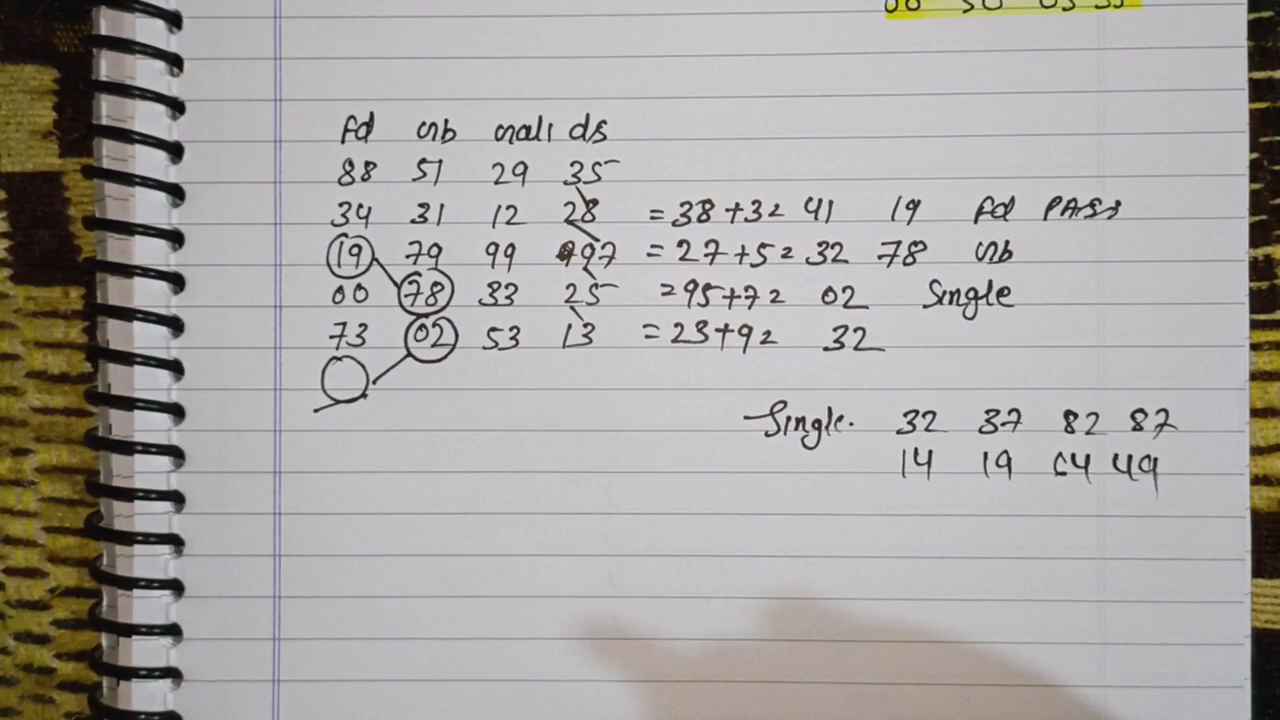 fd gb gali ds
88 51 29 35
34 31 12 28 =38+3= 41 19 fd PASS
19 79 99 97 =27+5= 32 78 gb
00 78 33 25 =95+7= 02 Single
73 02 53 13 =23+9= 32
Single. 32 37 82 87
14 19 64 49